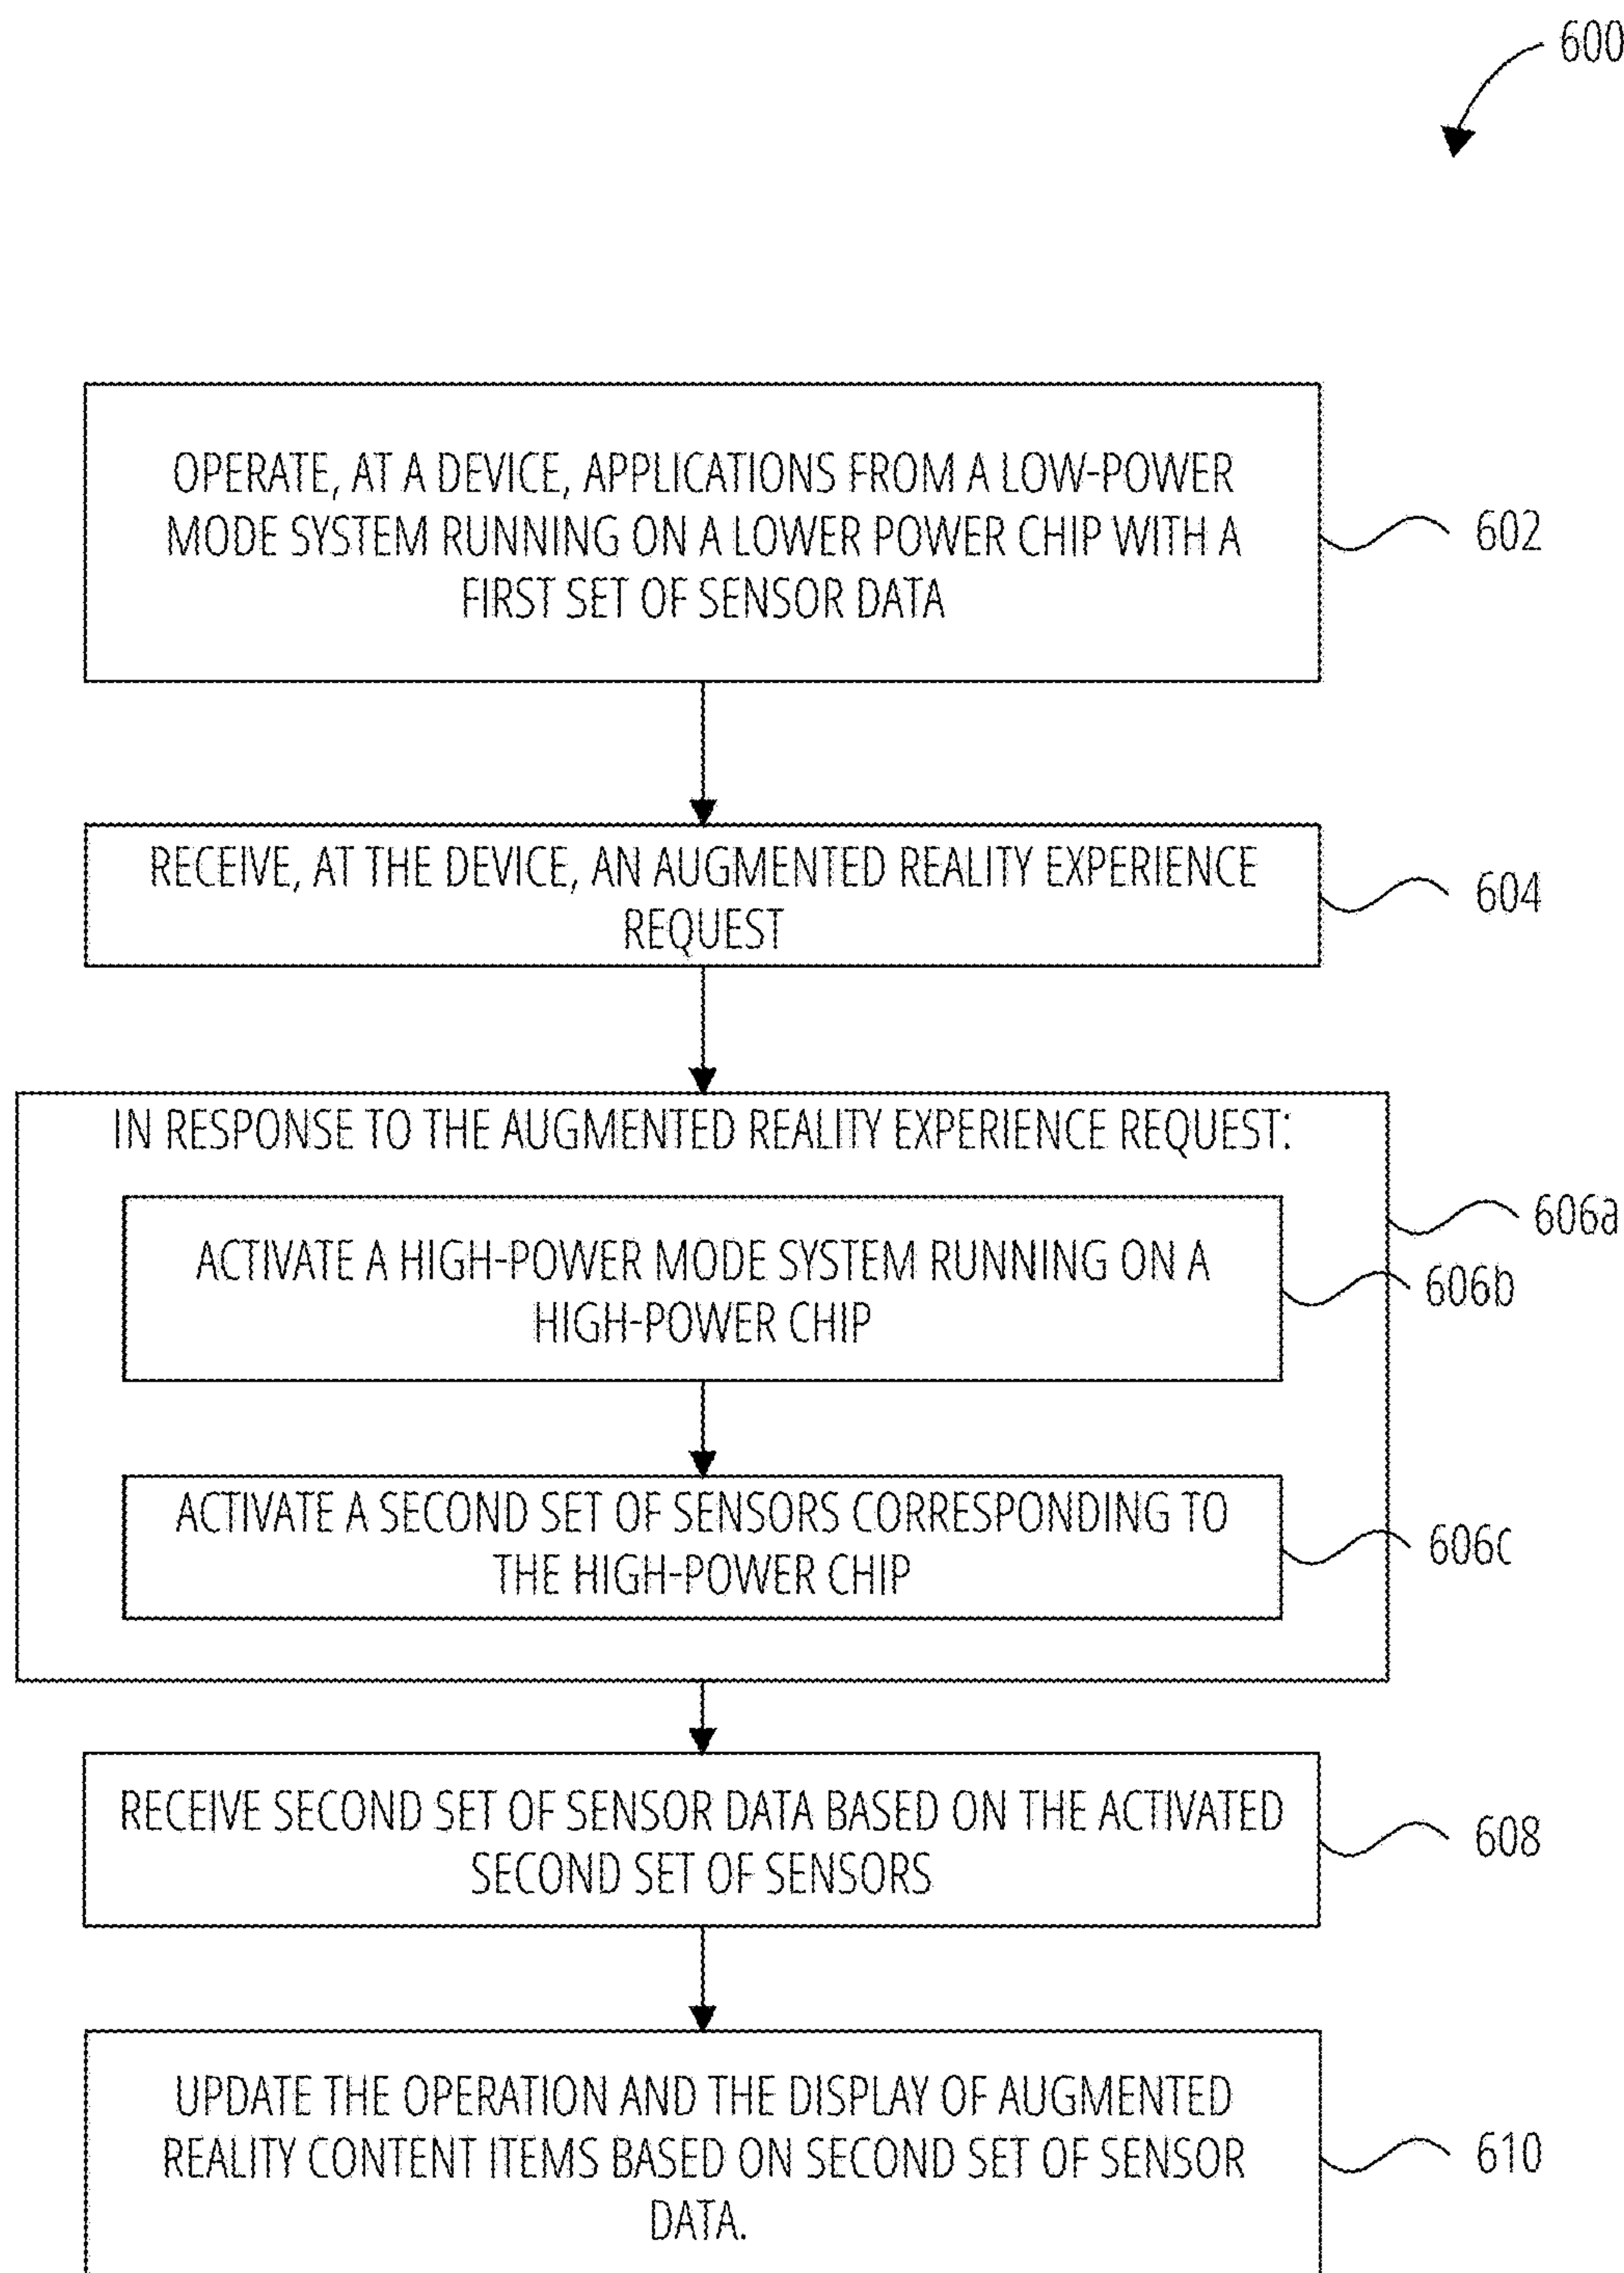 600
OPERATE, AT A DEVICE, APPLICATIONS FROM A LOW-POWER
MODE SYSTEM RUNNING ON A LOWER POWER CHIP WITH A
FIRST SET OF SENSOR DATA
602
RECEIVE, AT THE DEVICE, AN AUGMENTED REALITY EXPERIENCE
REQUEST
604
IN RESPONSE TO THE AUGMENTED REALITY EXPERIENCE REQUEST:
606a
ACTIVATE A HIGH-POWER MODE SYSTEM RUNNING ON A
HIGH-POWER CHIP
606b
ACTIVATE A SECOND SET OF SENSORS CORRESPONDING TO
THE HIGH-POWER CHIP
606c
RECEIVE SECOND SET OF SENSOR DATA BASED ON THE ACTIVATED
SECOND SET OF SENSORS
608
UPDATE THE OPERATION AND THE DISPLAY OF AUGMENTED
REALITY CONTENT ITEMS BASED ON SECOND SET OF SENSOR
DATA.
610